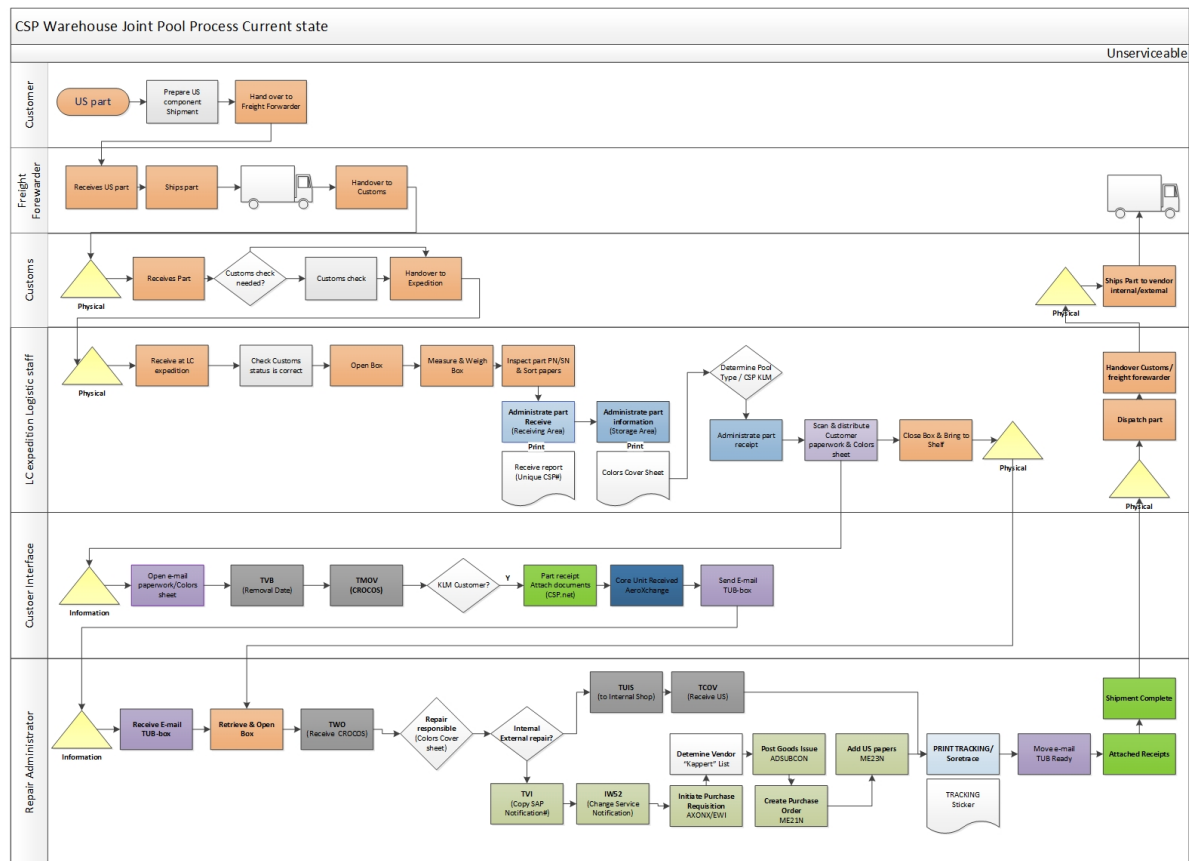 CSP Warehouse Joint Pool Process Current state
Unserviceable
Customer
US part
Prepare US
component
Shipment
Hand over to
Freight Forwarder
Freight
Forewarder
Receives US part
Ships part
Handover to
Customs
Customs
Physical
Receives Part
Customs check
needed?
Customs check
Handover to
Expedition
Physical
Ships Part to vendor
internal/external
LC expedition Logistic staff
Physical
Receive at LC
expedition
Check Customs
status is correct
Open Box
Measure & Weigh
Box
Inspect part PN/SN
& Sort papers
Administrate part
Receive
(Receiving Area)
Print
Receive report
(Unique CSP#)
Administrate part
information
(Storage Area)
Print
Colors Cover Sheet
Determine Pool
Type / CSP KLM
Administrate part
receipt
Scan & distribute
Customer
paperwork & Colors
sheet
Close Box & Bring to
Shelf
Physical
Handover Customs/
freight forewarder
Dispatch part
Physical
Custoer Interface
Information
Open e-mail
paperwork/Colors
sheet
TVB
(Removal Date)
TMOV
(CROCOS)
KLM Customer?
Y
Part receipt
Attach documents
(CSP.net)
Core Unit Received
AeroXchange
Send E-mail
TUB-box
Repair Administrator
Information
Receive E-mail
TUB-box
Retrieve & Open
Box
TWO
(Receive CROCOS)
Repair
responsible
(Colors Cover
sheet)
Internal
External repair?
TUIS
(to Internal Shop)
TCOV
(Receive US)
TVI
(Copy SAP
Notification#)
IW52
(Change Service
Notification)
Detemine Vendor
"Kappert" List
Initiate Purchase
Requisition
AXONX/EWI
Post Goods Issue
ADSUBCON
Create Purchase
Order
ME21N
Add US papers
ME23N
PRINT TRACKING/
Soretrace
TRACKING
Sticker
Move e-mail
TUB Ready
Shipment Complete
Attached Receipts